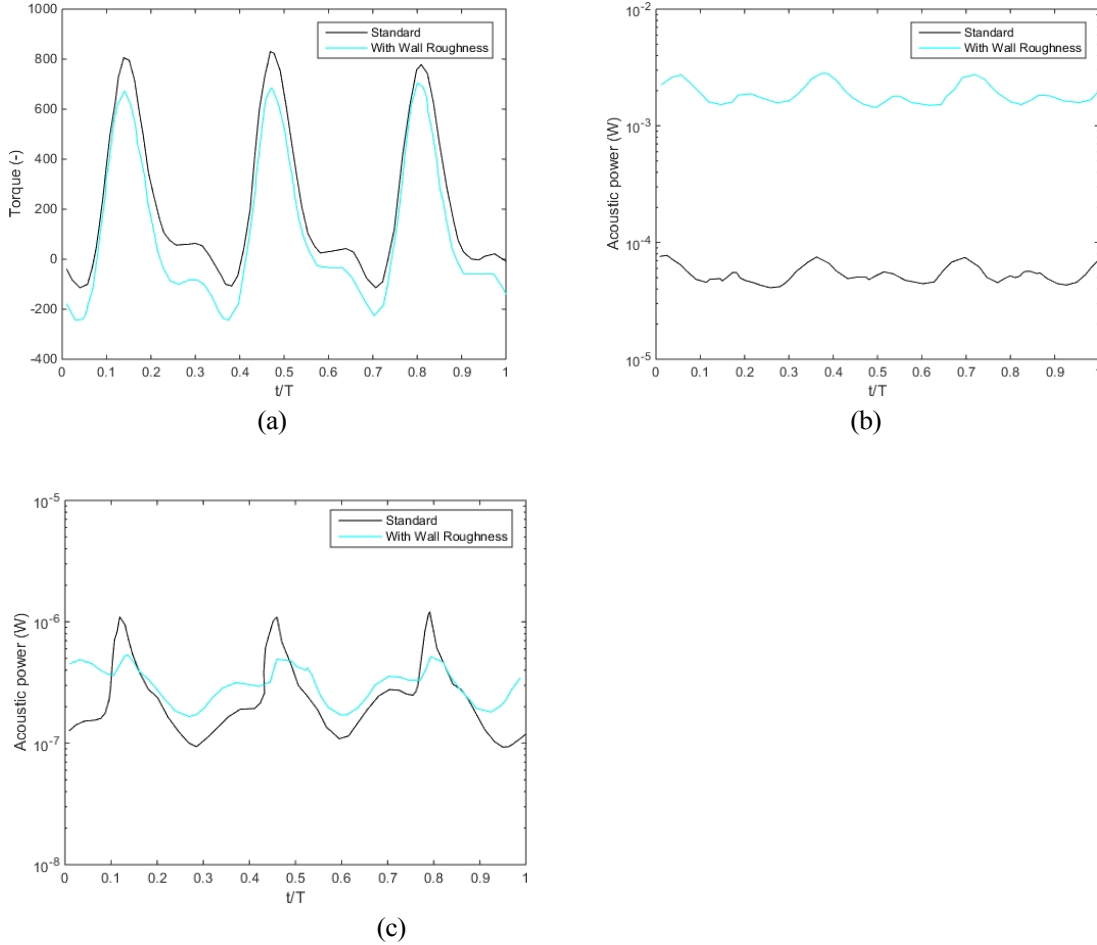 1000
800
600
400
200
0
-200
-400
Torque (-)
Standard
With Wall Roughness
0 0.1 0.2 0.3 0.4 0.5 0.6 0.7 0.8 0.9 1
t/T
(a)
10-2
10-3
10-4
10-5
Acoustic power (W)
Standard
With Wall Roughness
0 0.1 0.2 0.3 0.4 0.5 0.6 0.7 0.8 0.9 1
t/T
(b)
10-5
10-6
10-7
10-8
Acoustic power (W)
Standard
With Wall Roughness
0 0.1 0.2 0.3 0.4 0.5 0.6 0.7 0.8 0.9 1
t/T
(c)